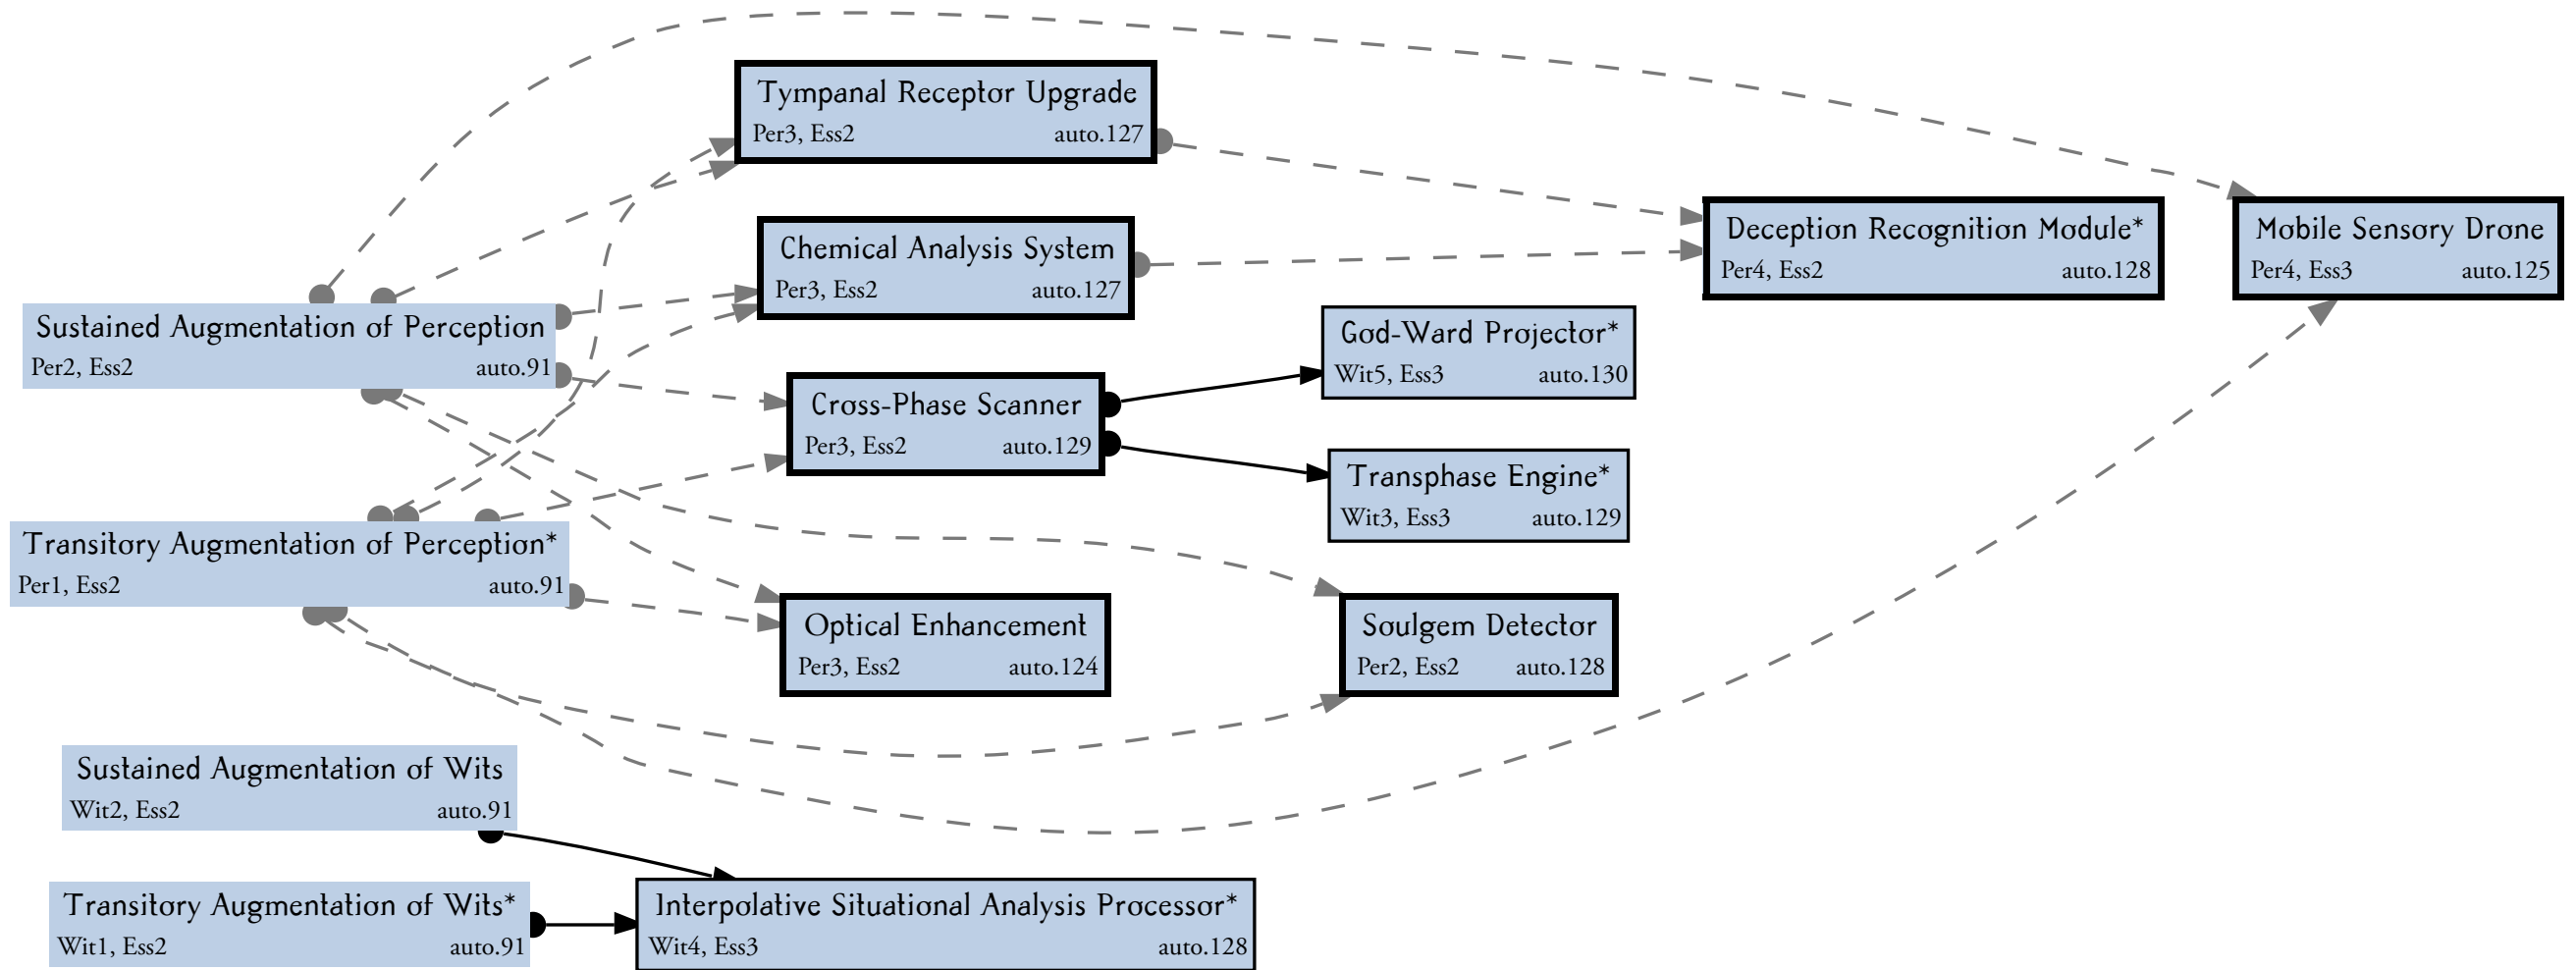 Tympanal Receptor Upgrade
Per3, Ess2 auto.127
Chemical Analysis System
Per3, Ess2 auto.127
Deception Recognition Module*
Per4, Ess2 auto.128
Mobile Sensory Drone
Per4, Ess3 auto.125
Sustained Augmentation of Perception
Per2, Ess2 auto.91
God-Ward Projector*
Wit5, Ess3 auto.130
Cross-Phase Scanner
Per3, Ess2 auto.129
Transphase Engine*
Wit3, Ess3 auto.129
Transitory Augmentation of Perception*
Per1, Ess2 auto.91
Optical Enhancement
Per3, Ess2 auto.124
Soulgem Detector
Per2, Ess2 auto.128
Sustained Augmentation of Wits
Wit2, Ess2 auto.91
Transitory Augmentation of Wits*
Wit1, Ess2 auto.91
Interpolative Situational Analysis Processor*
Wit4, Ess3 auto.128